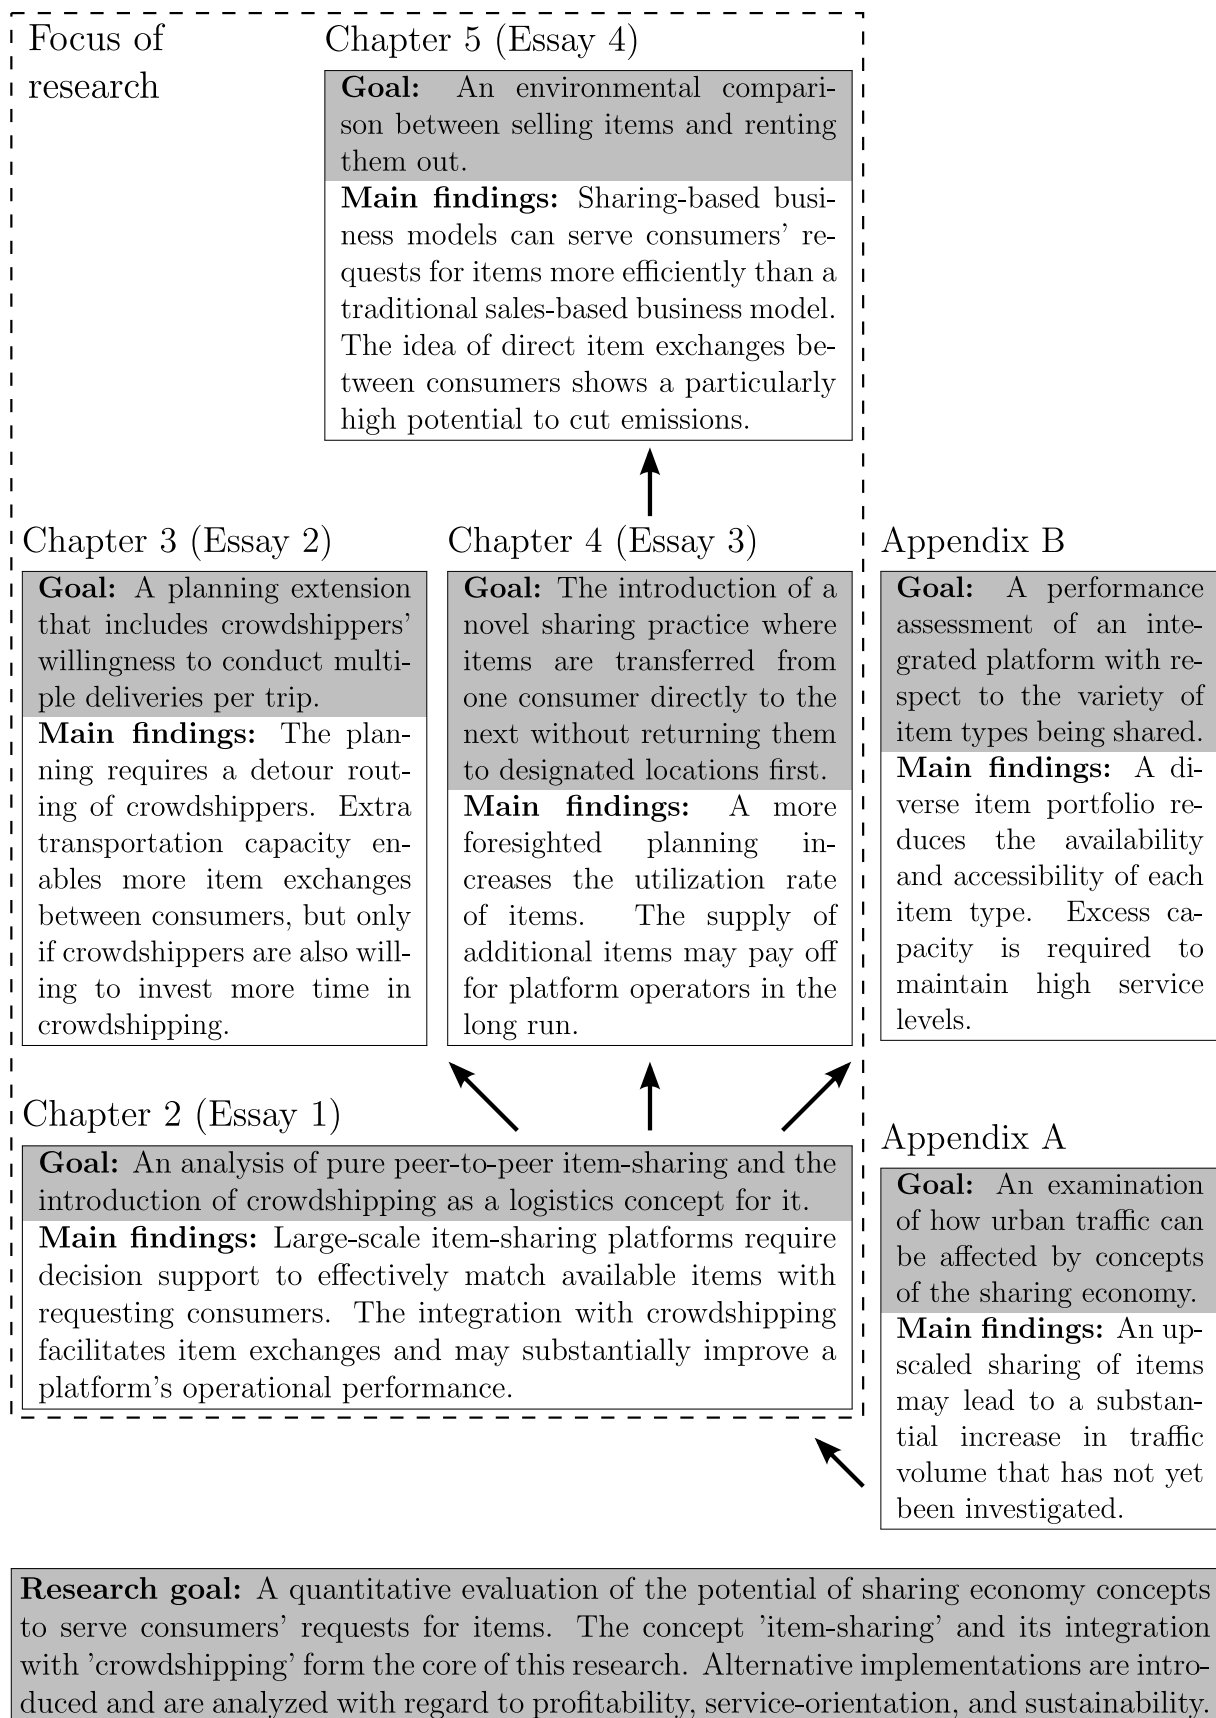 Focus of
research
Chapter 5 (Essay 4)
Goal: An environmental compari-
son between selling items and renting
them out.
Main findings: Sharing-based busi-
ness models can serve consumers' re-
quests for items more efficiently than a
traditional sales-based business model.
The idea of direct item exchanges be-
tween consumers shows a particularly
high potential to cut emissions.
Chapter 3 (Essay 2)
Goal: A planning extension
that includes crowdshippers'
willingness to conduct multi-
ple deliveries per trip.
Main findings: The plan-
ning requires a detour rout-
ing of crowdshippers. Extra
transportation capacity en-
ables more item exchanges
between consumers, but only
if crowdshippers are also will-
ing to invest more time in
crowdshipping.
Chapter 4 (Essay 3)
Goal: The introduction of a
novel sharing practice where
items are transferred from
one consumer directly to the
next without returning them
to designated locations first.
Main findings: A more
foresighted planning in-
creases the utilization rate
of items. The supply of
additional items may pay off
for platform operators in the
long run.
Appendix B
Goal: A performance
assessment of an inte-
grated platform with re-
spect to the variety of
item types being shared.
Main findings: A di-
verse item portfolio re-
duces the availability
and accessibility of each
item type. Excess ca-
pacity is required to
maintain high service
levels.
Chapter 2 (Essay 1)
Goal: An analysis of pure peer-to-peer item-sharing and the
introduction of crowdshipping as a logistics concept for it.
Main findings: Large-scale item-sharing platforms require
decision support to effectively match available items with
requesting consumers. The integration with crowdshipping
facilitates item exchanges and may substantially improve a
platform's operational performance.
Appendix A
Goal: An examination
of how urban traffic can
be affected by concepts
of the sharing economy.
Main findings: An up-
scaled sharing of items
may lead to a substan-
tial increase in traffic
volume that has not yet
been investigated.
Research goal: A quantitative evaluation of the potential of sharing economy concepts
to serve consumers' requests for items. The concept 'item-sharing' and its integration
with 'crowdshipping' form the core of this research. Alternative implementations are intro-
duced and are analyzed with regard to profitability, service-orientation, and sustainability.